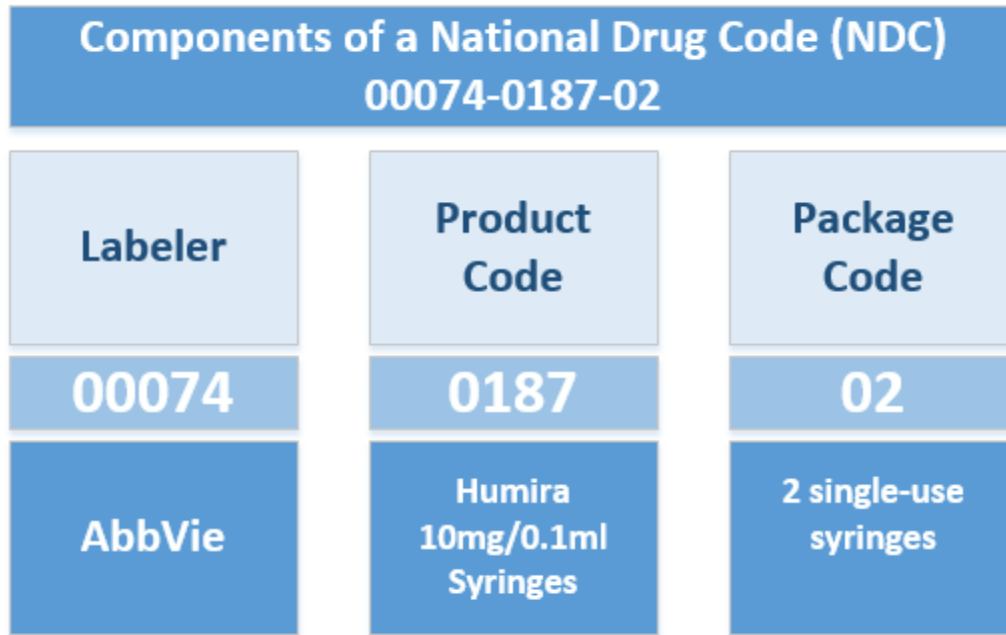 Components of a National Drug Code (NDC)
00074-0187-02
Labeler
Product
Code
Package
Code
00074
0187
02
AbbVie
Humira
10mg/0.1ml
Syringes
2 single-use
syringes